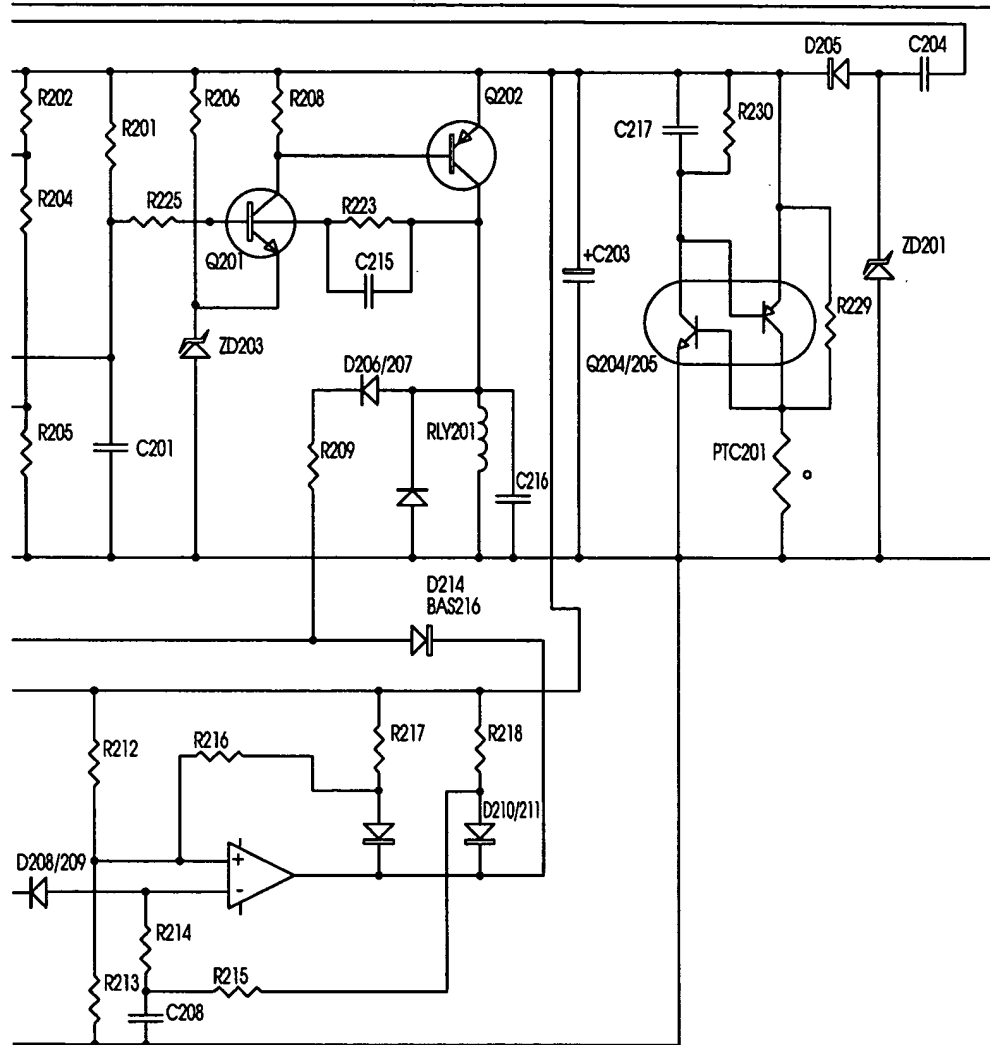 D205
C204
R202
R206
R208
Q202
R230
R201
C217
R204
R225
R223
ZD201
Q201
C215
+C203
R229
ZD203
D206/207
Q204/205
RLY201
R205
C201
R209
PTC201
C216
D214
BAS216
R212
R216
R217
R218
D210/211
D208/209
+
-
R214
R213
R215
C208